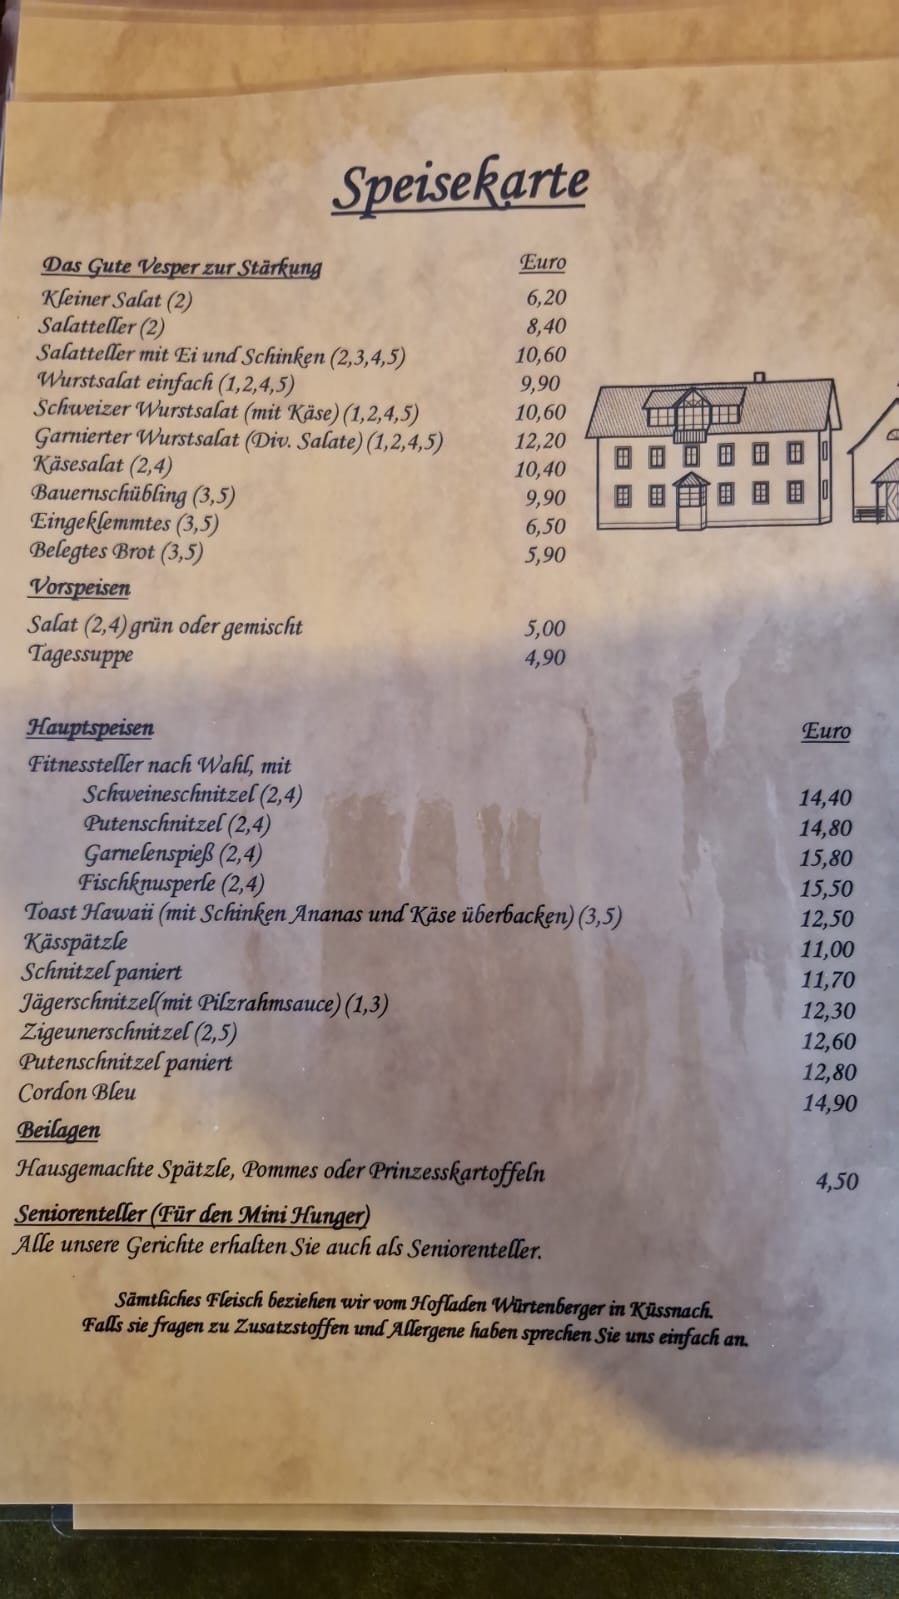 Speisekarte
Das Gute Vesper zur Stärkung Euro
Kleiner Salat (2) 6,20
Salatteller (2) 8,40
Salatteller mit Ei und Schinken (2,3,4,5) 10,60
Wurstsalat einfach (1,2,4,5) 9,90
Schweizer Wurstsalat (mit Käse) (1,2,4,5) 10,60
Garnierter Wurstsalat (Div. Salate) (1,2,4,5) 12,20
Käsesalat (2,4) 10,40
Bauernschübling (3,5) 9,90
Eingeklemmtes (3,5) 6,50
Belegtes Brot (3,5) 5,90
Vorspeisen
Salat (2,4) grün oder gemischt 5,00
Tagessuppe 4,90
Hauptspeisen Euro
Fitnessteller nach Wahl, mit
Schweineschnitzel (2,4) 14,40
Putenschnitzel (2,4) 14,80
Garnelenspieß (2,4) 15,80
Fischknusperle (2,4) 15,50
Toast Hawaii (mit Schinken Ananas und Käse überbacken) (3,5) 12,50
Kässpätzle 11,00
Schnitzel paniert 11,70
Jägerschnitzel(mit Pilzrahmsauce) (1,3) 12,30
Zigeunerschnitzel (2,5) 12,60
Putenschnitzel paniert 12,80
Cordon Bleu 14,90
Beilagen
Hausgemachte Spätzle, Pommes oder Prinzesskartoffeln 4,50
Seniorenteller (Für den Mini Hunger)
Alle unsere Gerichte erhalten Sie auch als Seniorenteller.
Sämtliches Fleisch beziehen wir vom Hofladen Würtenberger in Küssnach.
Falls sie fragen zu Zusatzstoffen und Allergene haben sprechen Sie uns einfach an.